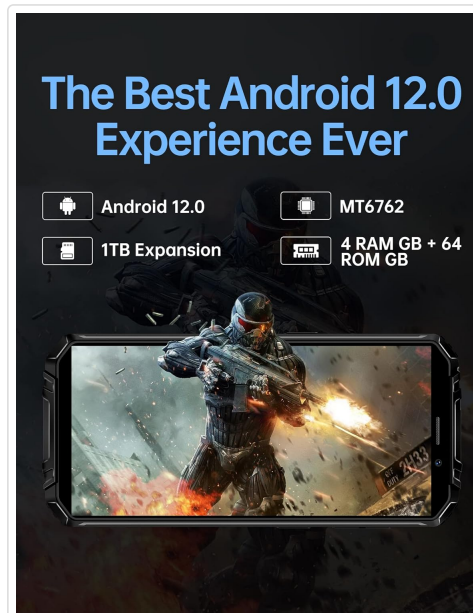 The Best Android 12.0
Experience Ever
Android 12.0
MT6762
1TB Expansion
4 RAM GB + 64
ROM GB